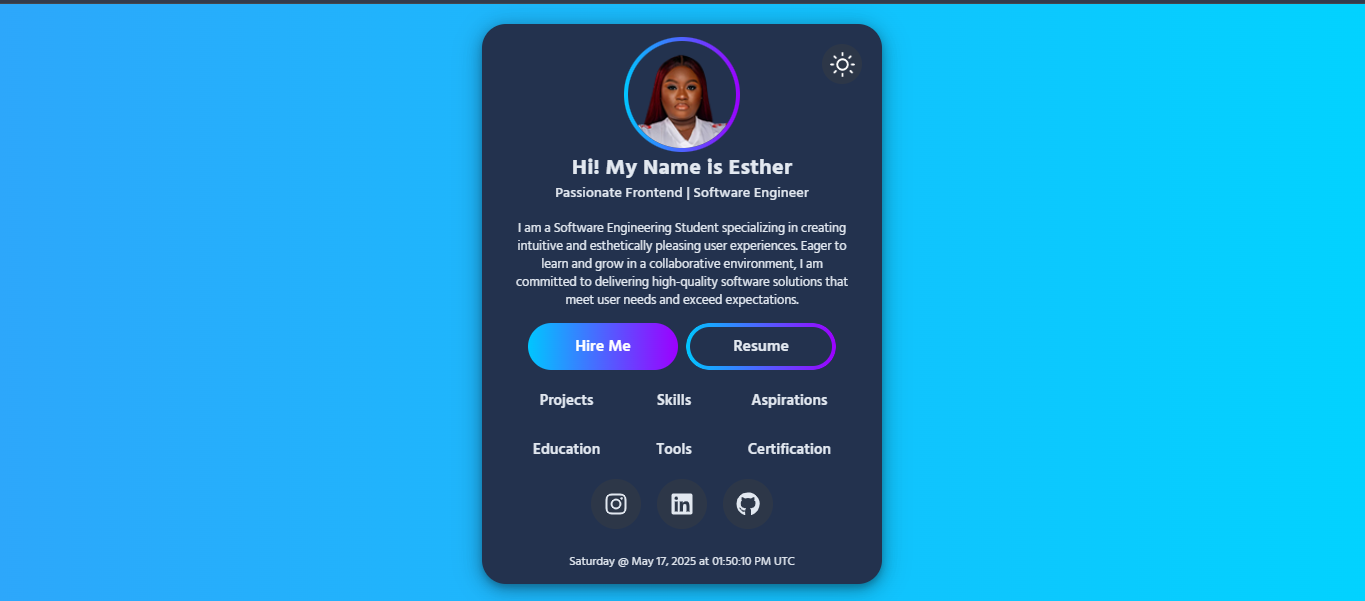 Hi! My Name is Esther
Passionate Frontend | Software Engineer
I am a Software Engineering Student specializing in creating
intuitive and esthetically pleasing user experiences. Eager to
learn and grow in a collaborative environment, I am
committed to delivering high-quality software solutions that
meet user needs and exceed expectations.
Hire Me Resume
Projects Skills Aspirations
Education Tools Certification
in
Saturday @ May 17, 2025 at 01:50:10 PM UTC